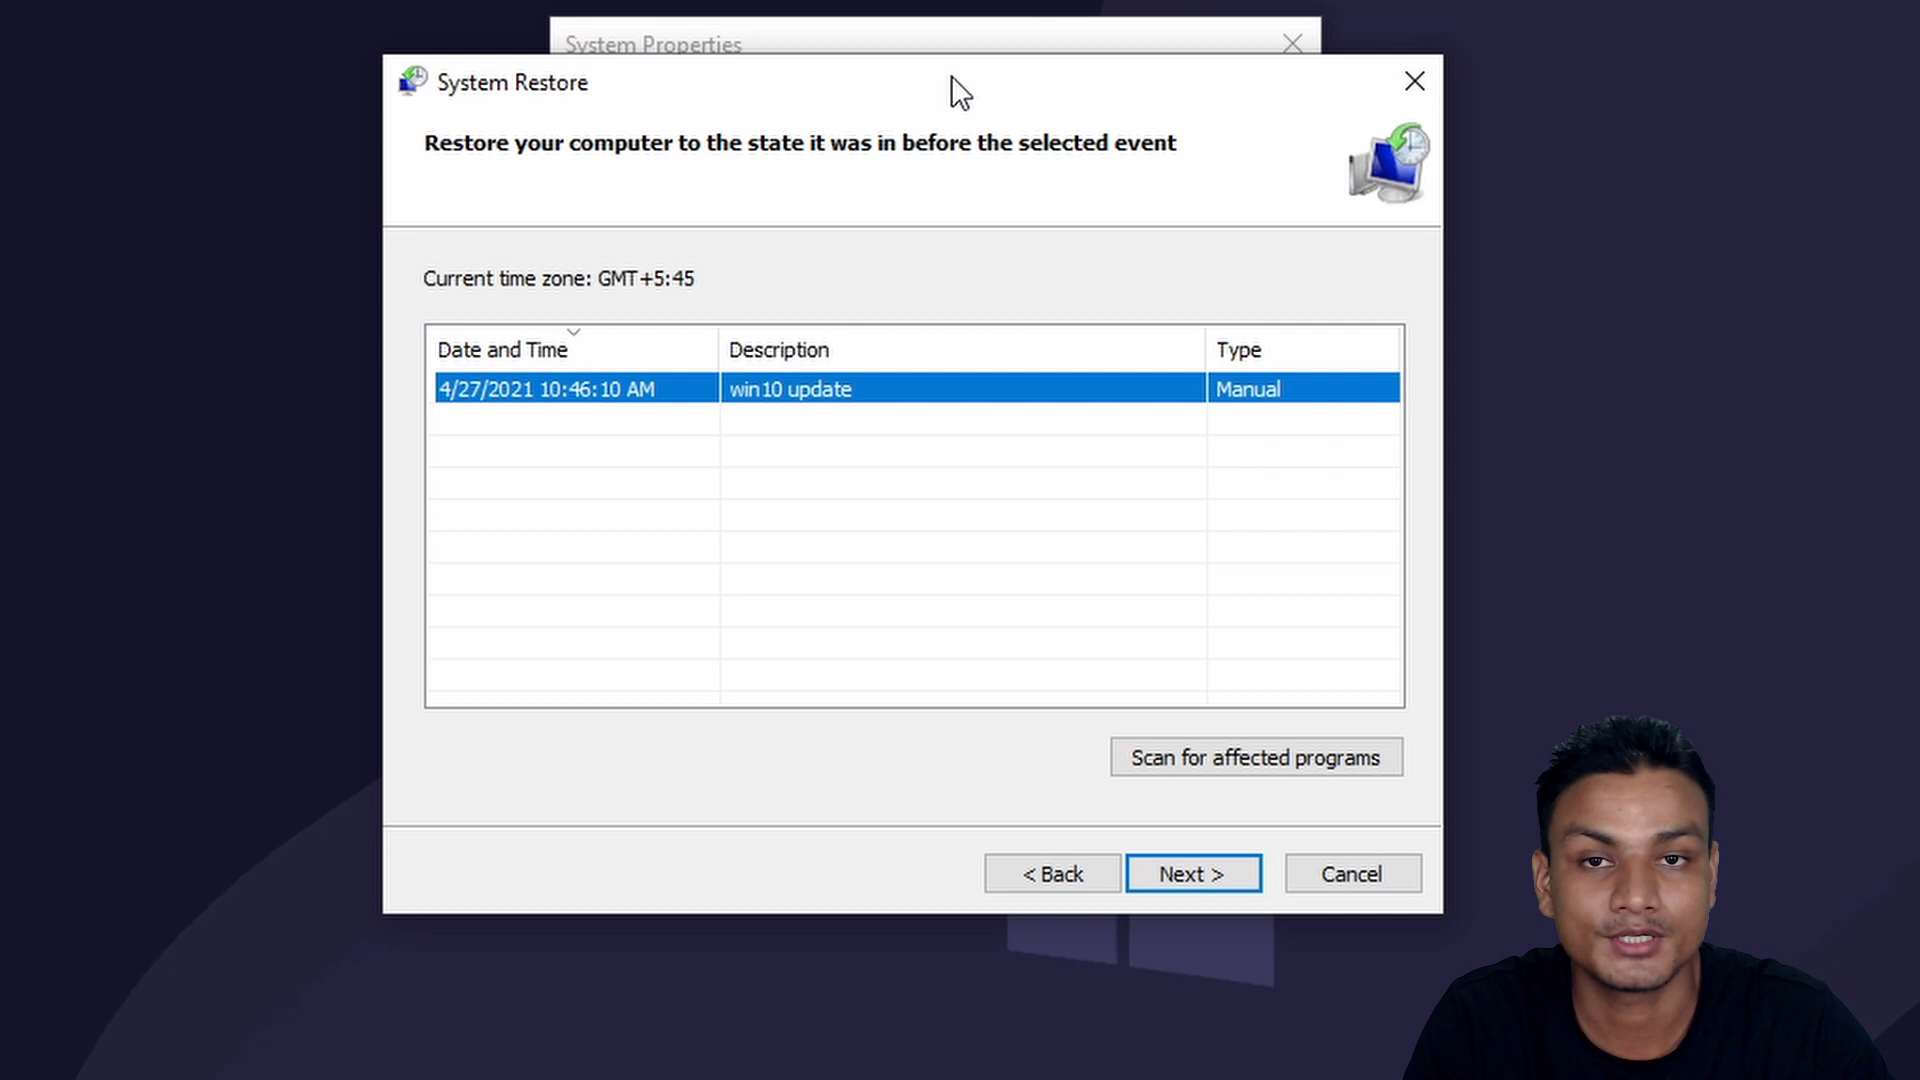 System Properties
System Restore
Restore your computer to the state it was in before the selected event
Current time zone: GMT+5:45
Date and Time Description Type
4/27/2021 10:46:10 AM win10 update Manual
Scan for affected programs
< Back Next > Cancel